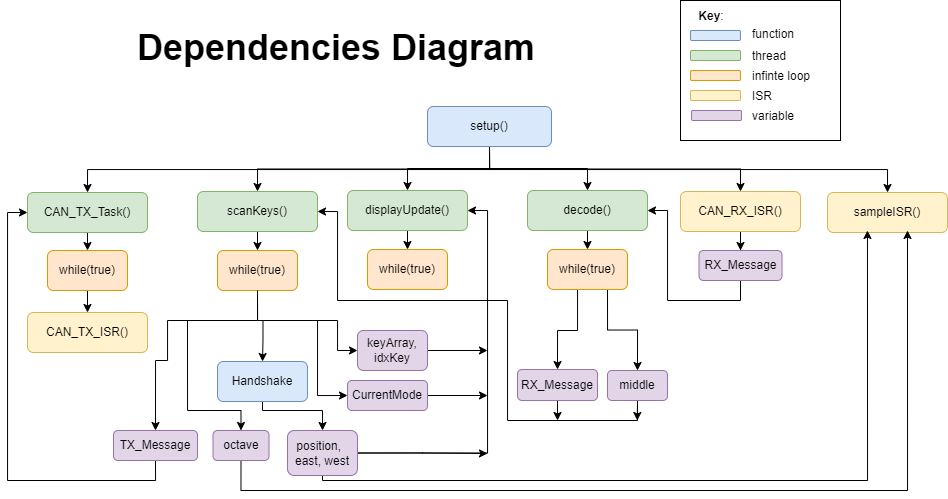 Dependencies Diagram
Key:
function
thread
infinte loop
ISR
variable
setup()
CAN_TX_Task()
scanKeys()
displayUpdate()
decode()
CAN_RX_ISR()
sampleISR()
while(true)
while(true)
while(true)
while(true)
RX_Message
CAN_TX_ISR()
keyArray,
idxKey
Handshake
CurrentMode
RX_Message
middle
TX_Message
octave
position,
east, west